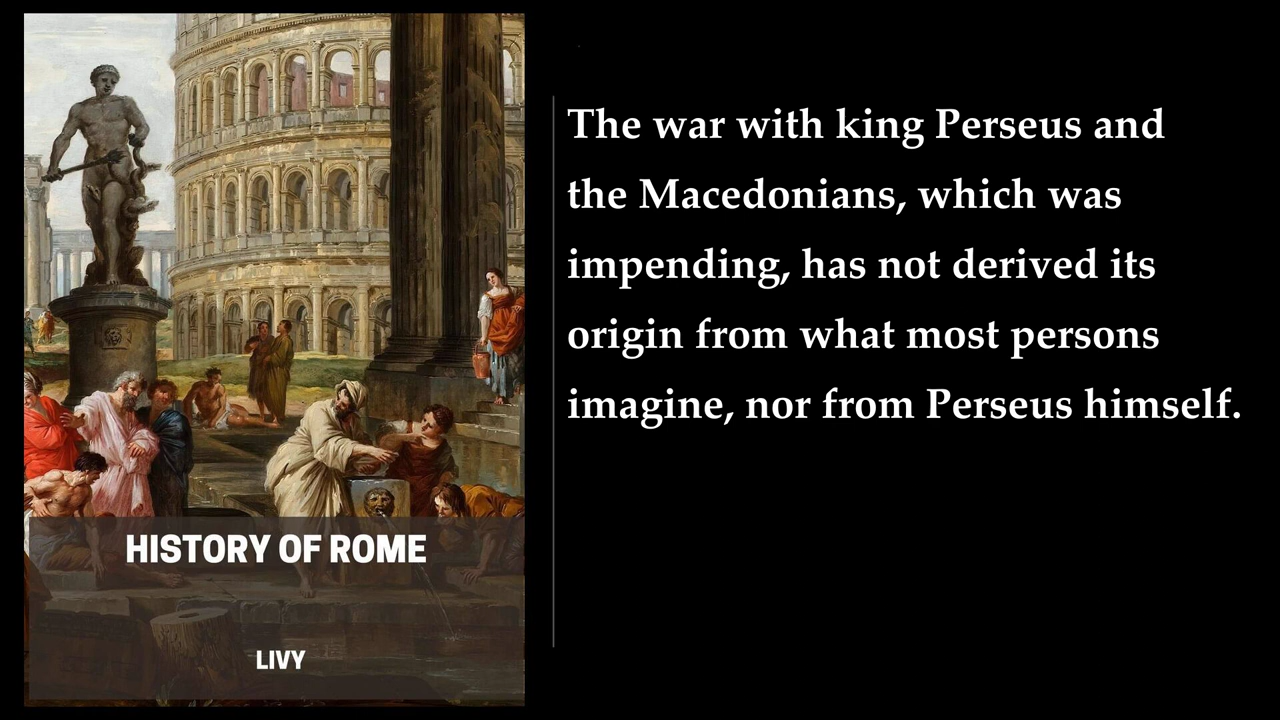 HISTORY OF ROME
LIVY
The war with king Perseus and
the Macedonians, which was
impending, has not derived its
origin from what most persons
imagine, nor from Perseus himself.